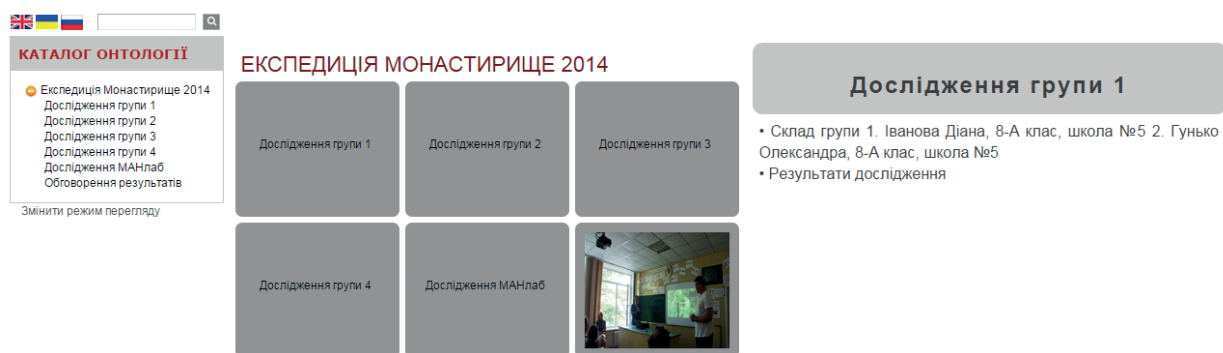 КАТАЛОГ ОНТОЛОГІЇ
Експедиція Монастирище 2014
Дослідження групи 1
Дослідження групи 2
Дослідження групи 3
Дослідження групи 4
Дослідження МАНлаб
Обговорення результатів
Змінити режим перегляду
ЕКСПЕДИЦІЯ МОНАСТИРИЩЕ 2014
Дослідження групи 1
Дослідження групи 2
Дослідження групи 3
Дослідження групи 4
Дослідження МАНлаб
Дослідження групи 1
• Склад групи 1. Іванова Діана, 8-А клас, школа №5 2. Гунько
Олександра, 8-А клас, школа №5
• Результати дослідження